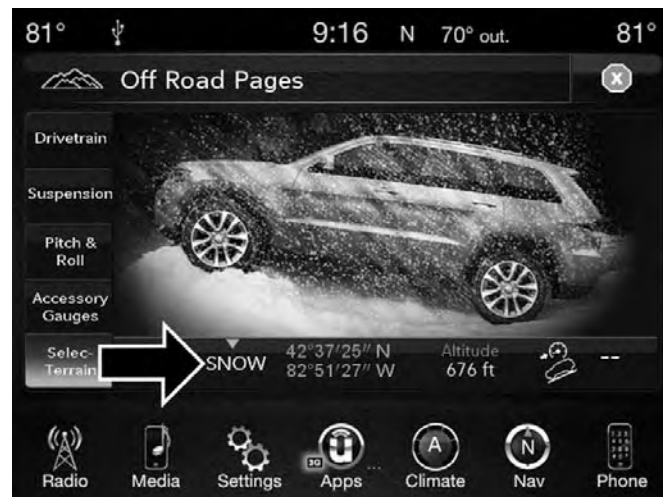 81° 9:16 N 70° out. 81°
Off Road Pages
X
Drivetrain
Suspension
Pitch &
Roll
Accessory
Gauges
Selec-
Terrain
SNOW
42°37'25" N
82°51'27" W
Altitude
676 ft
--
3G
...
A
N
Radio Media Settings Apps Climate Nav Phone